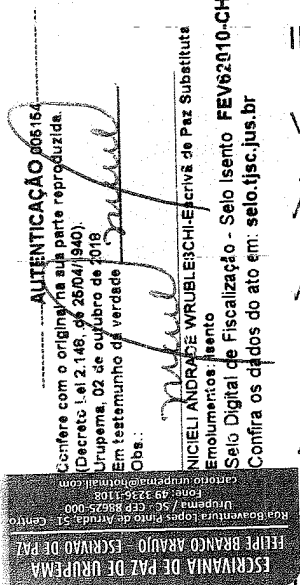 AUTENTICAÇÃO 005154
Confere com o original na sua parte reproduzida.
(Decreto Lei 2.148, de 25/04/1940).
Urupema, 02 de outubro de 2018
Em testemunho da verdade
Obs.:
NICIELI ANDRADE WRUBLESCHI-Escrivã de Paz Substituta
Emolumentos: Isento
Selo Digital de Fiscalização - Selo Isento FEV62010-CH
Confira os dados do ato em: selo.tjsc.jus.br
ESCRIVANIA DE PAZ DE URUPEMA
FELIPE BRANCO ARAÚJO - ESCRIVÃO DE PAZ
Rua Boaventura Lopes Pinto de Arruda, 51, Centro
Urupema / SC - CEP 88625-000
Fone: 49 3236-1108
cartorio.urupema@hotmail.com